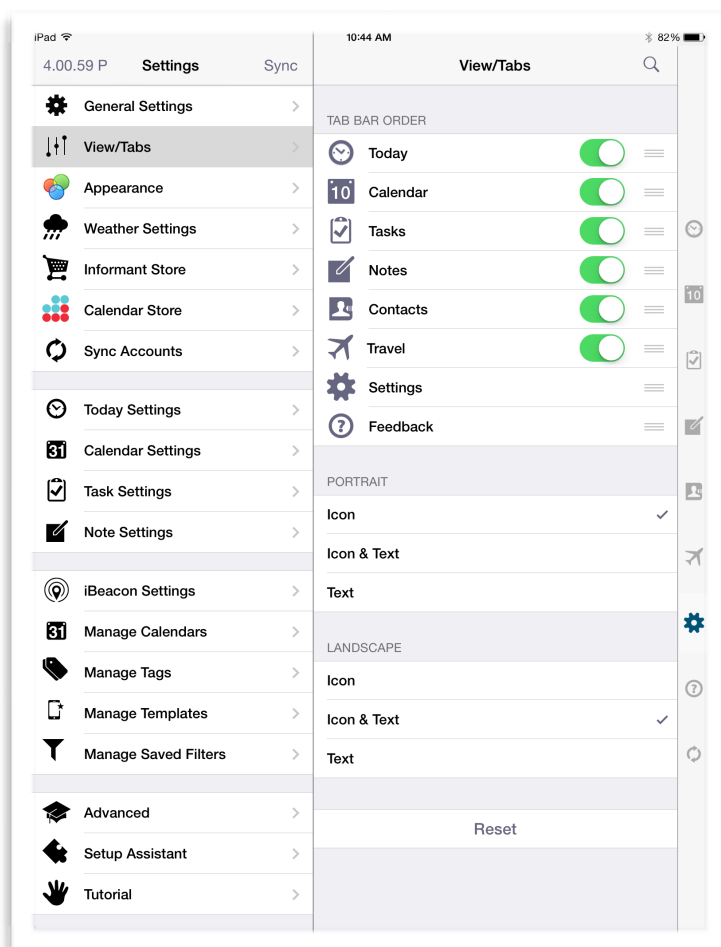 iPad 10:44 AM 82%
4.00.59 P Settings Sync
General Settings
View/Tabs
Appearance
Weather Settings
Informant Store
Calendar Store
Sync Accounts
31 Today Settings
Calendar Settings
Task Settings
Note Settings
iBeacon Settings
31 Manage Calendars
Manage Tags
Manage Templates
Manage Saved Filters
Advanced
Setup Assistant
Tutorial
View/Tabs
TAB BAR ORDER
Today
10 Calendar
Tasks
Notes
Contacts
Travel
Settings
? Feedback
PORTRAIT
Icon
Icon & Text
Text
LANDSCAPE
Icon
Icon & Text
Text
Reset
10
?